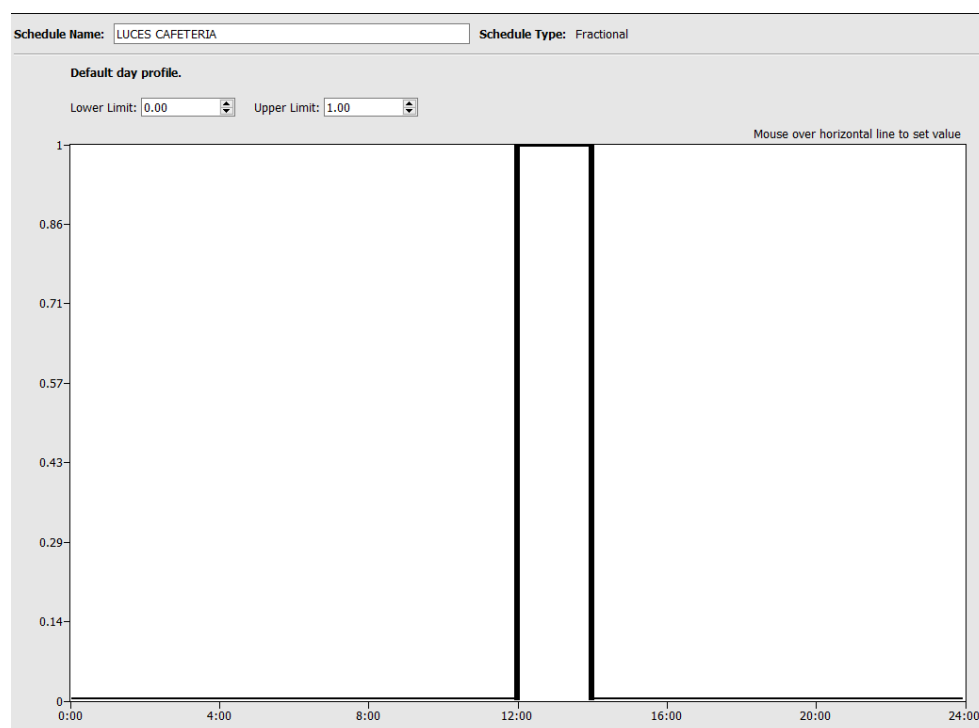 Schedule Name: LUCES CAFETERIA Schedule Type: Fractional
Default day profile.
Lower Limit: 0.00 Upper Limit: 1.00
Mouse over horizontal line to set value
1
0.86
0.71
0.57
0.43
0.29
0.14
0
0:00 4:00 8:00 12:00 16:00 20:00 24:00